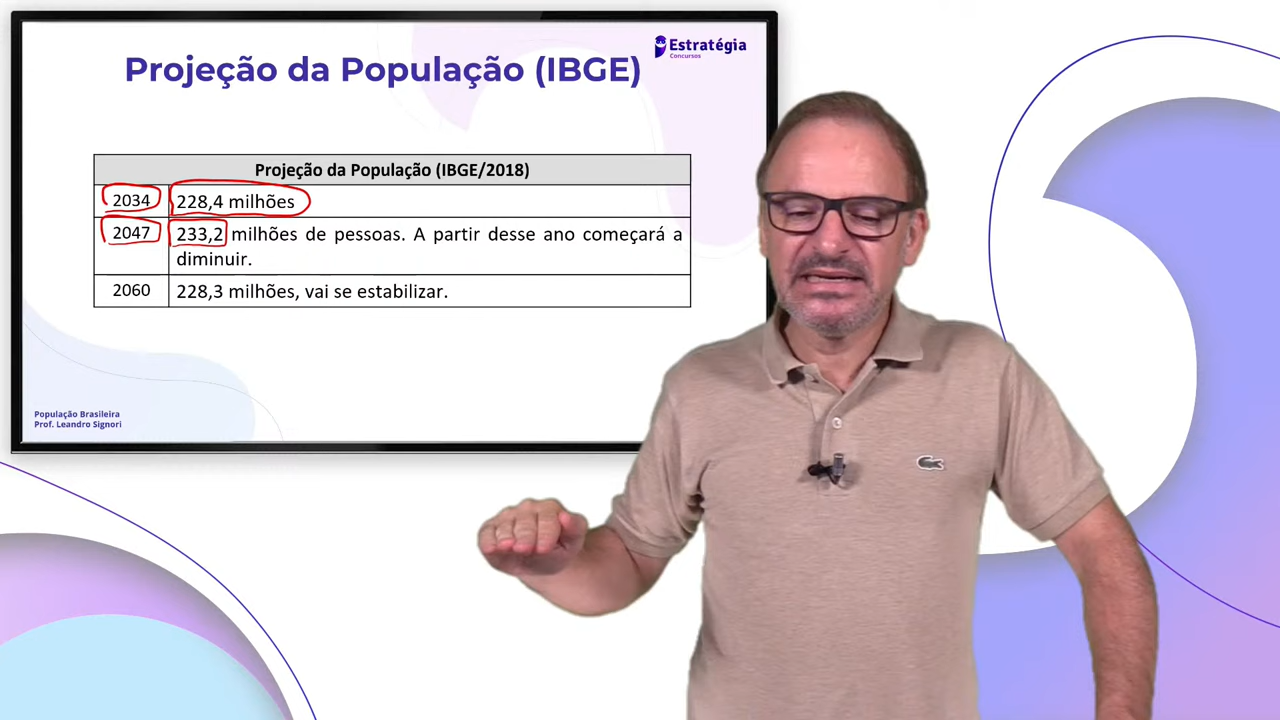 Projeção da População (IBGE)
Estratégia
Concursos
Projeção da População (IBGE/2018)
2034 228,4 milhões
2047 233,2 milhões de pessoas. A partir desse ano começará a
diminuir.
2060 228,3 milhões, vai se estabilizar.
População Brasileira
Prof. Leandro Signori